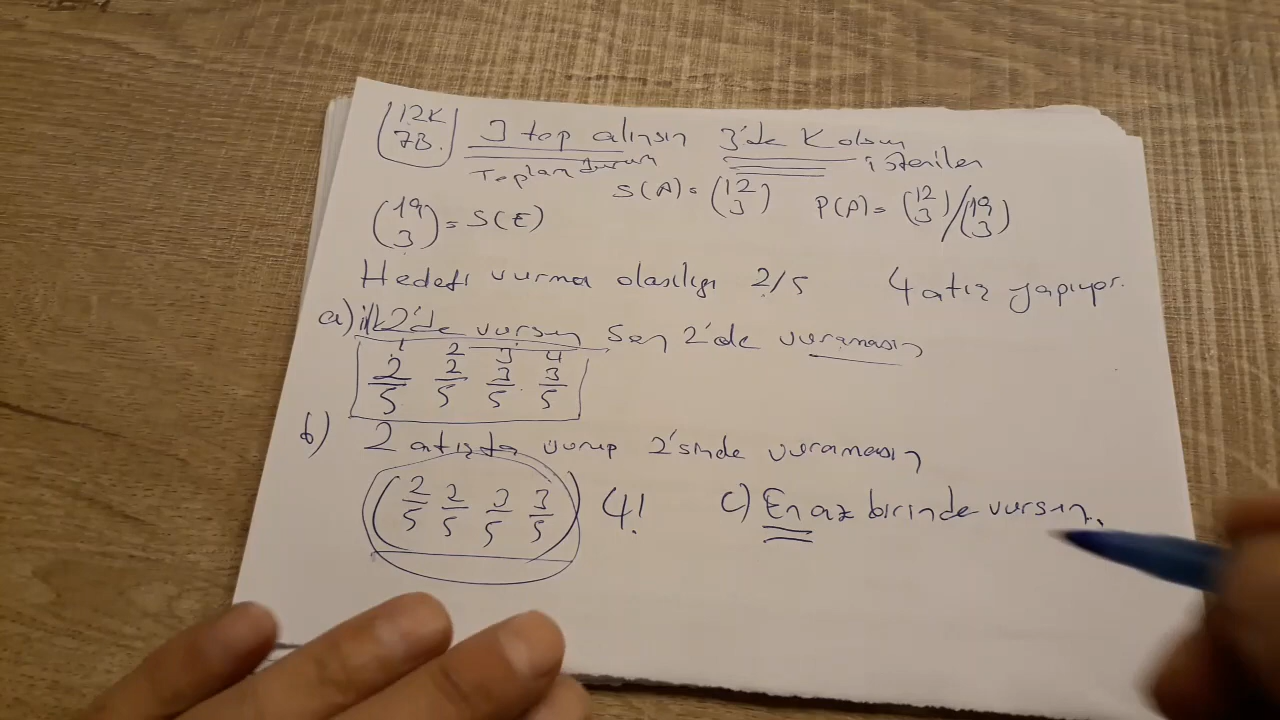 12K 3 top alınsın 3'de K olsun
7B. Toplam durum istenilen
(19 3) = S(E) S(A) = (12 3) P(A) = (12 3)/(19 3)
Hedefi vurma olasılığı 2/5 4 atış yapıyor.
a) ilk 2'de vursun son 2'de vuramasın
1 2 3 4
2/5 2/5 3/5 . 3/5
b) 2 atışta vurup 2'sinde vuramasın
(2/5 2/5 3/5 3/5) 4! c) En az birinde vursun.